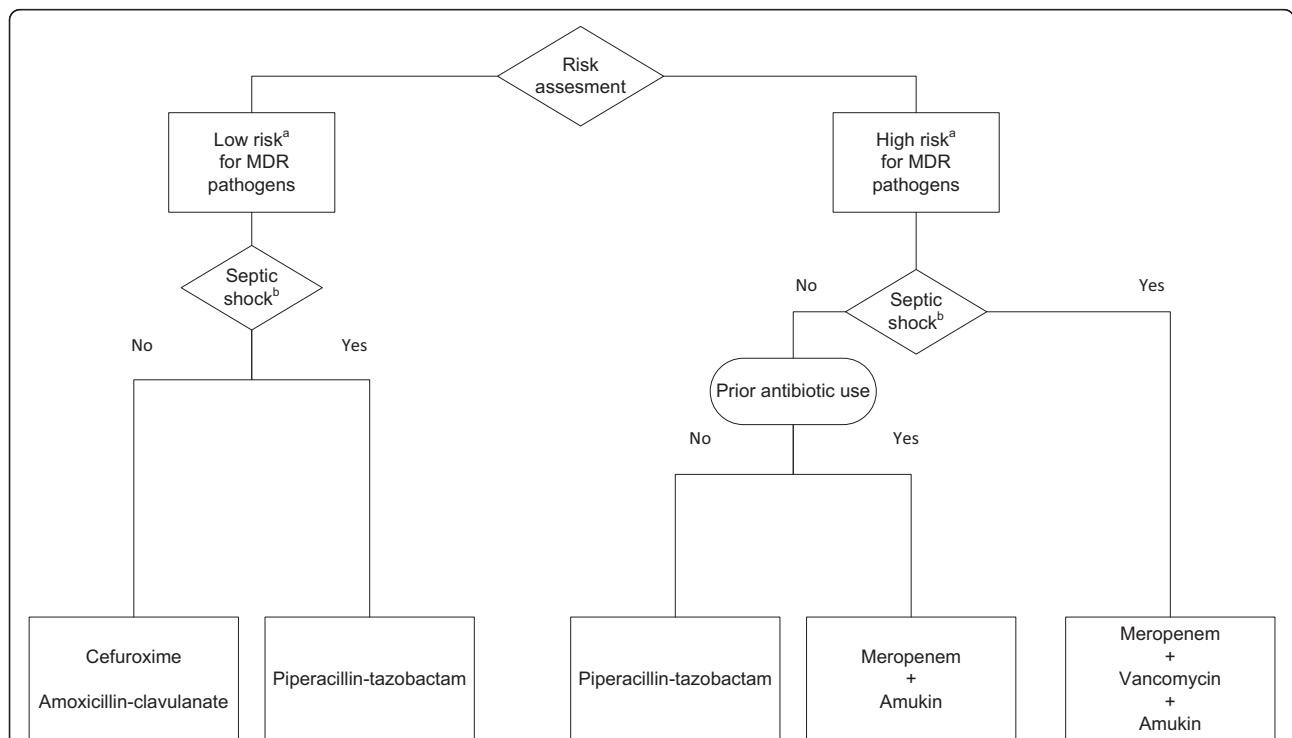 Risk
assesment
Low riskᵃ
for MDR
pathogens
High riskᵃ
for MDR
pathogens
Septic
shockᵇ
No
Yes
No
Septic
shockᵇ
Yes
Prior antibiotic use
No
Yes
Cefuroxime
Amoxicillin-clavulanate
Piperacillin-tazobactam
Piperacillin-tazobactam
Meropenem
+
Amukin
Meropenem
+
Vancomycin
+
Amukin